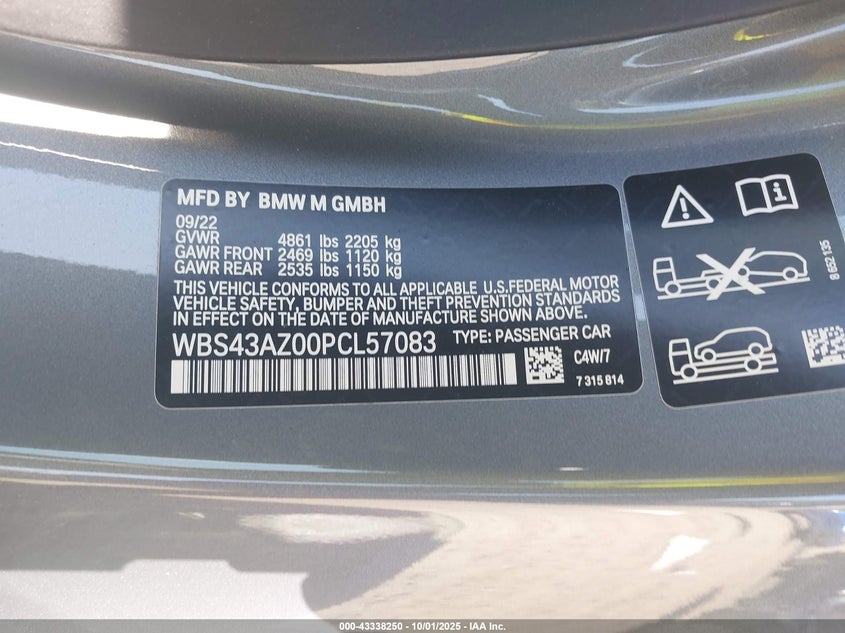 MFD BY BMW M GMBH
09/22
GVWR 4861 lbs 2205 kg
GAWR FRONT 2469 lbs 1120 kg
GAWR REAR 2535 lbs 1150 kg
THIS VEHICLE CONFORMS TO ALL APPLICABLE U.S.FEDERAL MOTOR
VEHICLE SAFETY, BUMPER AND THEFT PREVENTION STANDARDS
IN EFFECT ON THE DATE OF MANUFACTURE SHOWN ABOVE.
WBS43AZ00PCL57083 TYPE: PASSENGER CAR
C4W/7
7 315 814
8 652 135
000-43338250 | 10/01/2025 | IAA Inc.